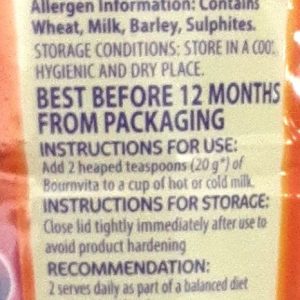 Allergen Information: Contains
Wheat, Milk, Barley, Sulphites.
STORAGE CONDITIONS: STORE IN A COOL,
HYGIENIC AND DRY PLACE.
BEST BEFORE 12 MONTHS
FROM PACKAGING
INSTRUCTIONS FOR USE:
Add 2 heaped teaspoons (20 g*) of
Bournvita to a cup of hot or cold milk.
INSTRUCTIONS FOR STORAGE:
Close lid tightly immediately after use to
avoid product hardening
RECOMMENDATION:
2 serves daily as part of a balanced diet